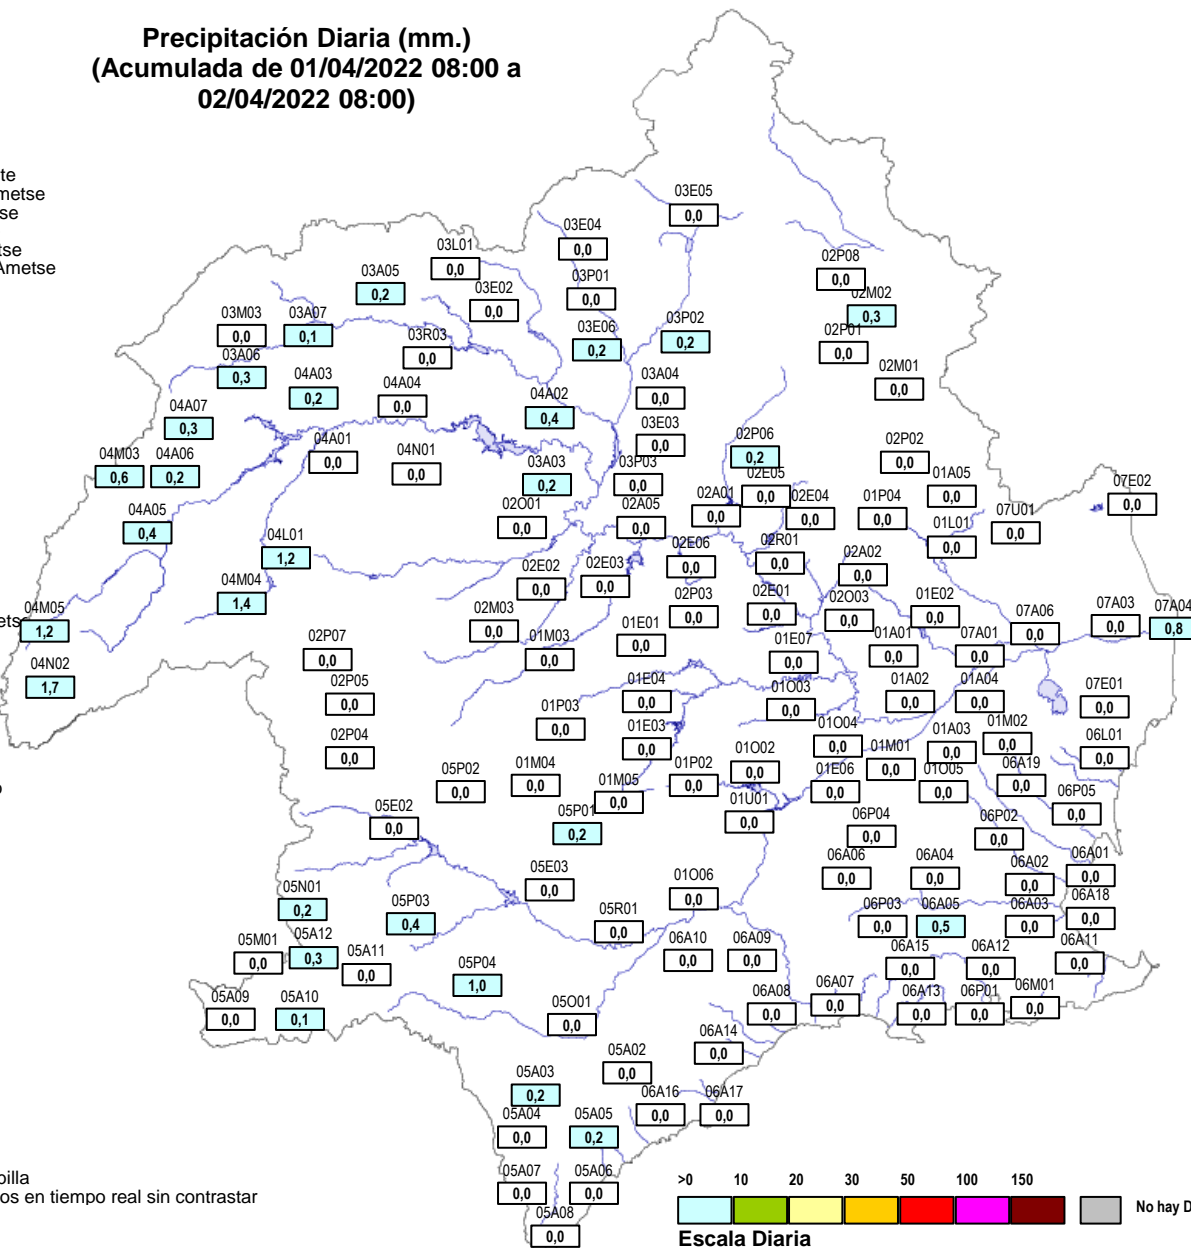 Precipitación Diaria (mm.)
(Acumulada de 01/04/2022 08:00 a
02/04/2022 08:00)
te
metse
se
tse
Ametse
03E05
0,0
03E04
0,0
03L01
0,0
03A05
0,2
03E02
0,0
03P01
0,0
02P08
0,0
02M02
0,3
03M03
0,0
03A07
0,1
03R03
0,0
03E06
0,2
03P02
0,2
02P01
0,0
03A06
0,3
04A03
0,2
04A04
0,0
04A02
0,4
03A04
0,0
02M01
0,0
04A07
0,3
03E03
0,0
04M03
0,6
04A06
0,2
04A01
0,0
04N01
0,0
03A03
0,2
03P03
0,0
02P06
0,2
02P02
0,0
02E05
0,0
01A05
0,0
07E02
0,0
04A05
0,4
02O01
0,0
02A05
0,0
02A01
0,0
02E04
0,0
01P04
0,0
07U01
0,0
04L01
1,2
01L01
0,0
02E06
0,0
02R01
0,0
02A02
0,0
02E02
0,0
02E03
0,0
04M04
1,4
04M05
1,2
etse
02M03
0,0
02P03
0,0
02E01
0,0
02O03
0,0
01E02
0,0
07A06
0,0
07A03
0,0
07A04
0,8
02P07
0,0
01M03
0,0
01E01
0,0
01E07
0,0
01A01
0,0
07A01
0,0
04N02
1,7
02P05
0,0
01E04
0,0
01O03
0,0
01A02
0,0
01A04
0,0
07E01
0,0
01P03
0,0
01E03
0,0
01O04
0,0
01A03
0,0
01M02
0,0
06L01
0,0
02P04
0,0
05P02
0,0
01M04
0,0
01M05
0,0
01P02
0,0
01O02
0,0
01E06
0,0
01M01
0,0
01O05
0,0
06A19
0,0
06P05
0,0
05E02
0,0
05P01
0,2
01U01
0,0
06P04
0,0
06P02
0,0
05E03
0,0
01O06
0,0
06A06
0,0
06A04
0,0
06A02
0,0
06A01
0,0
05N01
0,2
05P03
0,4
05R01
0,0
06P03
0,0
06A05
0,5
06A03
0,0
06A18
0,0
05M01
0,0
05A12
0,3
05A11
0,0
05P04
1,0
06A10
0,0
06A09
0,0
06A15
0,0
06A12
0,0
06A11
0,0
05A09
0,0
05A10
0,1
05O01
0,0
06A08
0,0
06A07
0,0
06A13
0,0
06P01
0,0
06M01
0,0
06A14
0,0
05A02
0,0
05A03
0,2
06A16
0,0
06A17
0,0
05A04
0,0
05A05
0,2
05A07
0,0
05A06
0,0
05A08
0,0
pilla
os en tiempo real sin contrastar
>0 10 20 30 50 100 150
No hay D
Escala Diaria